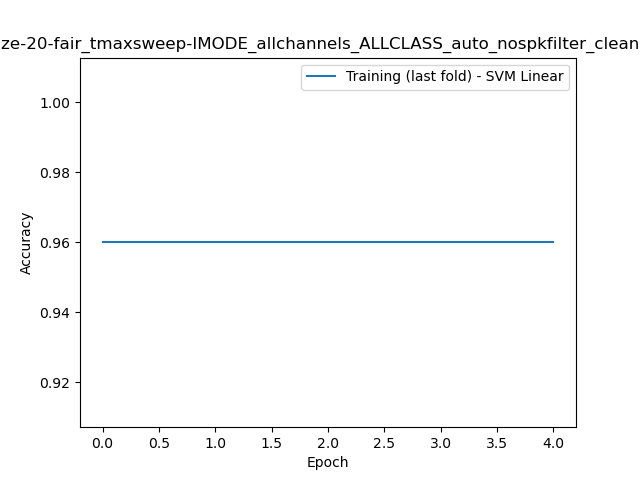 ze-20-fair_tmaxsweep-IMODE_allchannels_ALLCLASS_auto_nospkfilter_clean
Training (last fold) - SVM Linear
1.00
0.98
0.96
0.94
0.92
Accuracy
0.0 0.5 1.0 1.5 2.0 2.5 3.0 3.5 4.0
Epoch